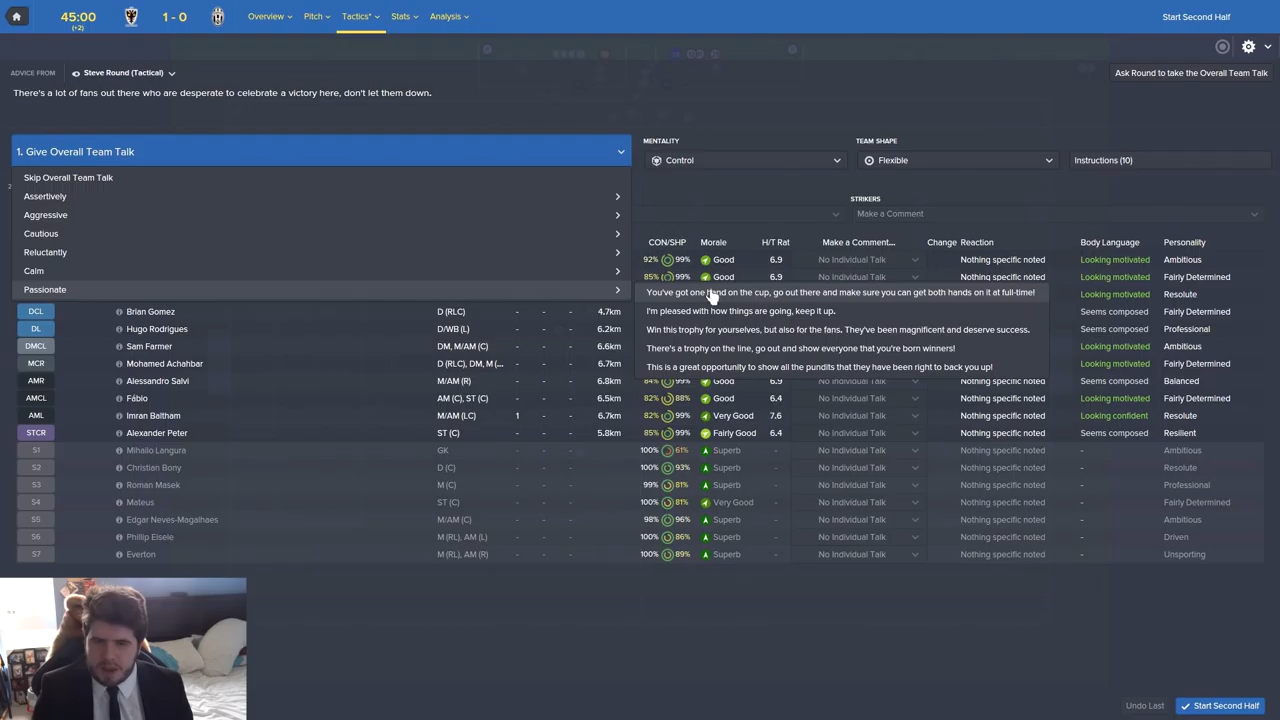 45:00
(+2)
1 - 0
Overview
Pitch
Tactics*
Stats
Analysis
Start Second Half
ADVICE FROM
Steve Round (Tactical)
Ask Round to take the Overall Team Talk
There's a lot of fans out there who are desperate to celebrate a victory here, don't let them down.
1. Give Overall Team Talk
MENTALITY
Control
TEAM SHAPE
Flexible
Instructions (10)
Skip Overall Team Talk
Assertively
Aggressive
Cautious
Reluctantly
Calm
Passionate
STRIKERS
Make a Comment
CON/SHP Morale H/T Rat Make a Comment... Change Reaction Body Language Personality
92% 99% Good 6.9 No Individual Talk Nothing specific noted Looking motivated Ambitious
85% 99% Good 6.9 No Individual Talk Nothing specific noted Looking motivated Fairly Determined
Looking motivated Resolute
You've got one hand on the cup, go out there and make sure you can get both hands on it at full-time!
I'm pleased with how things are going, keep it up.
Win this trophy for yourselves, but also for the fans. They've been magnificent and deserve success.
There's a trophy on the line, go out and show everyone that you're born winners!
This is a great opportunity to show all the pundits that they have been right to back you up!
DCL Brian Gomez D (RLC) 4.7km Seems composed Fairly Determined
DL Hugo Rodrigues D/WB (L) 6.2km Seems composed Professional
DMCL Sam Farmer DM, M/AM (C) 6.6km Looking motivated Ambitious
MCR Mohamed Achahbar D (RLC), DM, M (... 6.7km Looking motivated Fairly Determined
AMR Alessandro Salvi M/AM (R) - - - 6.8km 84% 99% Good 6.9 No Individual Talk Nothing specific noted Seems composed Balanced
AMCL Fábio AM (C), ST (C) - - - 6.5km 82% 88% Good 6.4 No Individual Talk Nothing specific noted Looking motivated Fairly Determined
AML Imran Baltham M/AM (LC) 1 - - 6.7km 82% 99% Very Good 7.6 No Individual Talk Nothing specific noted Looking confident Resolute
STCR Alexander Peter ST (C) - - - 5.8km 85% 99% Fairly Good 6.4 No Individual Talk Nothing specific noted Seems composed Resilient
S1 Mihailo Langura GK - - - - 100% 61% Superb - No Individual Talk Nothing specific noted - Ambitious
S2 Christian Bony D (C) - - - - 100% 93% Superb - No Individual Talk Nothing specific noted - Resolute
S3 Roman Masek M (C) - - - - 99% 81% Superb - No Individual Talk Nothing specific noted - Professional
S4 Mateus ST (C) - - - - 100% 81% Very Good - No Individual Talk Nothing specific noted - Fairly Determined
S5 Edgar Neves-Magalhaes M/AM (C) - - - - 98% 96% Superb - No Individual Talk Nothing specific noted - Ambitious
S6 Phillip Eisele M (RL), AM (L) - - - - 100% 86% Superb - No Individual Talk Nothing specific noted - Driven
S7 Everton M (RL), AM (R) - - - - 100% 89% Superb - No Individual Talk Nothing specific noted - Unsporting
Undo Last
Start Second Half